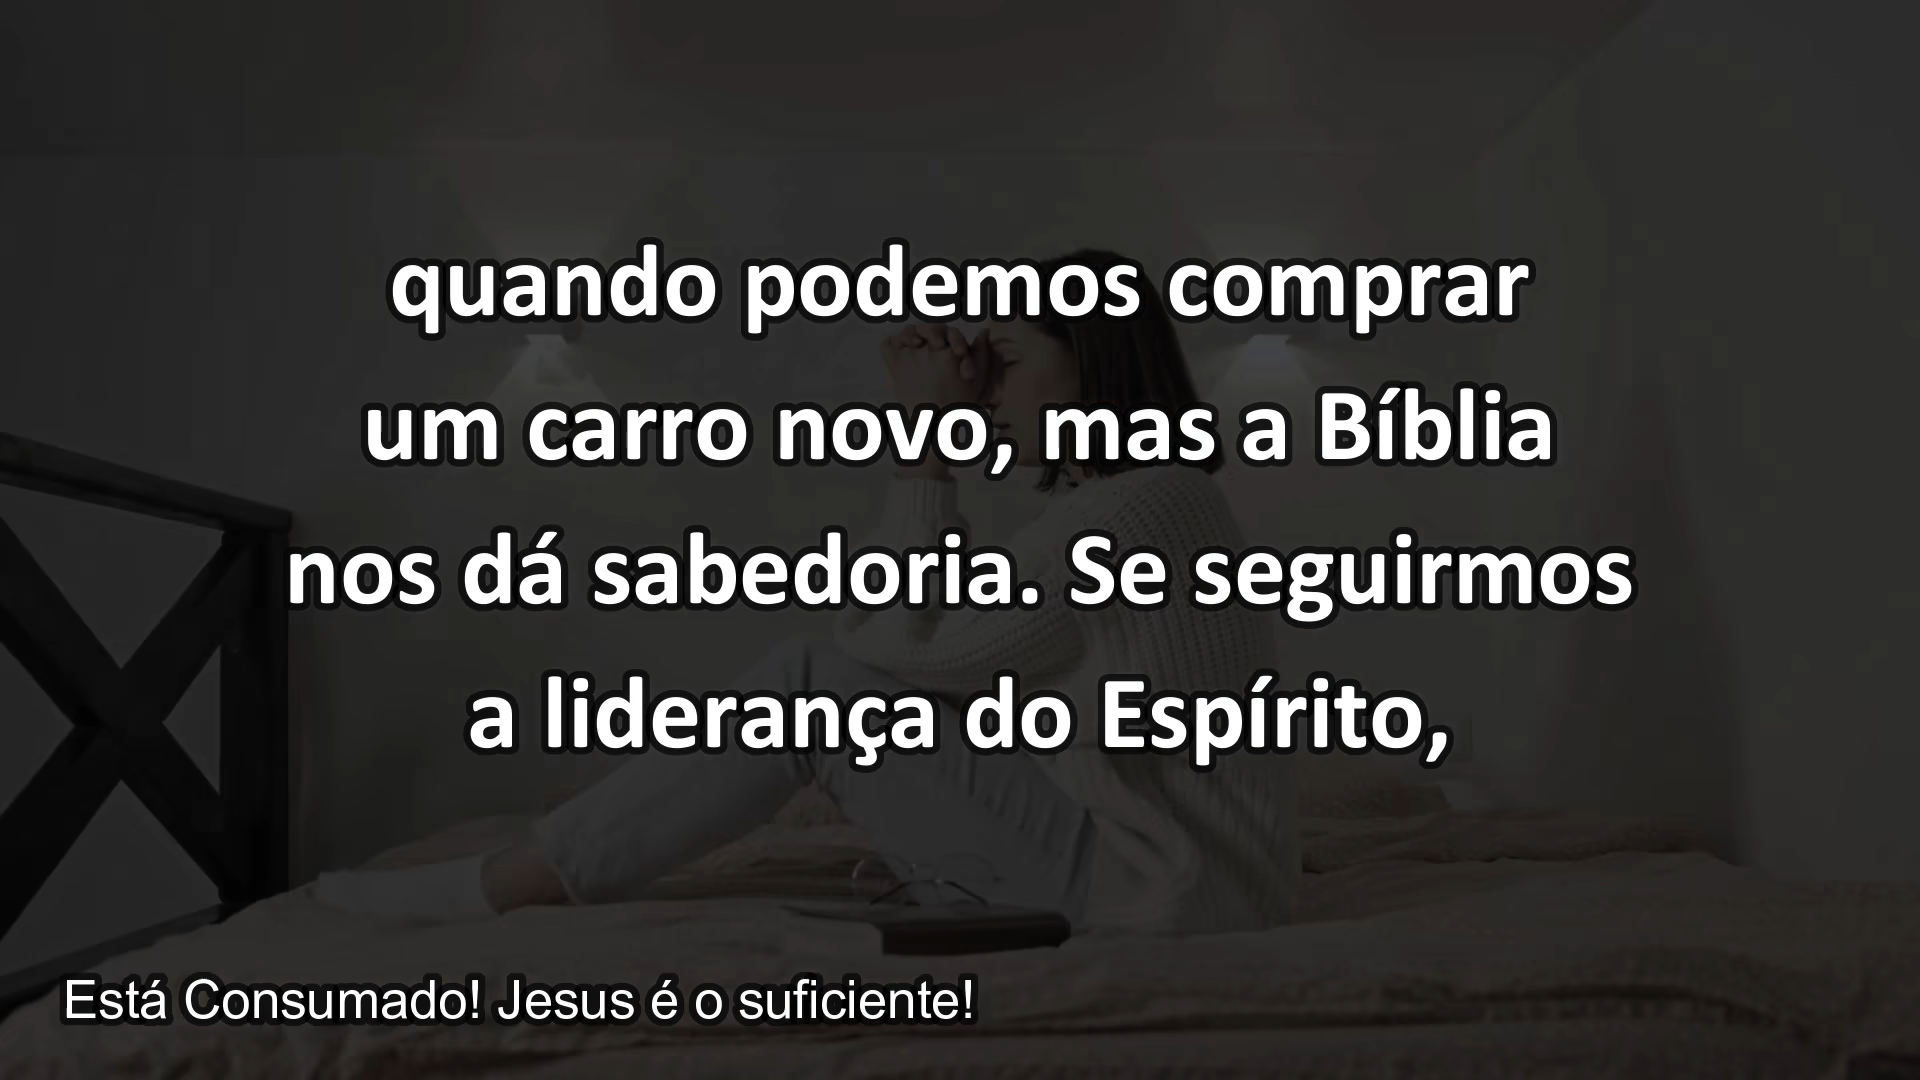 quando podemos comprar
um carro novo, mas a Bíblia
nos dá sabedoria. Se seguirmos
a liderança do Espírito,
Está Consumado! Jesus é o suficiente!